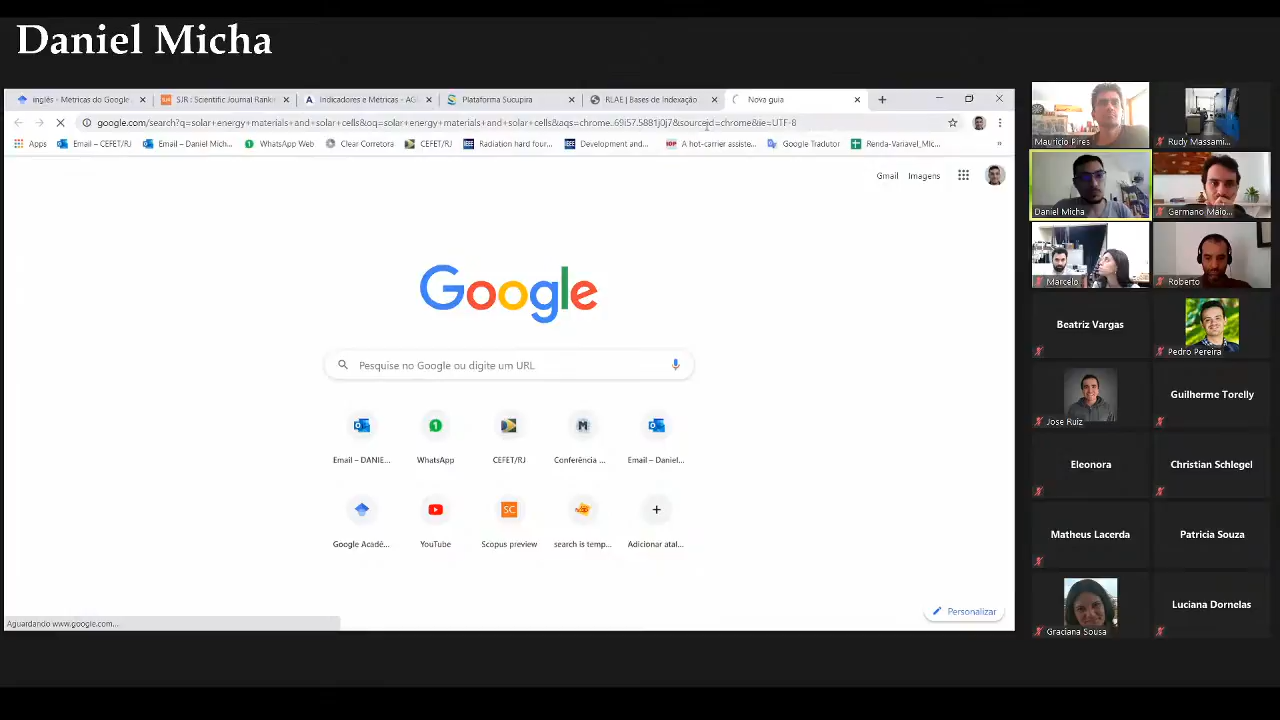 Daniel Micha
inglês - Métricas do Google
SJR : Scientific Journal Ranki
Indicadores e Métricas - AG
Plataforma Sucupira
RLAE | Bases de Indexação
Nova guia
google.com/search?q=solar+energy+materials+and+solar+cells&oq=solar+energy+materials+and+solar+cells&aqs=chrome..69i57.5881j0j7&sourceid=chrome&ie=UTF-8
Apps
Email – CEFET/RJ
Email – Daniel Mich...
WhatsApp Web
CEFET/RJ
Radiation hard four...
Development and...
IOP
A hot-carrier assiste...
Google Tradutor
Renda-Variavel_Mic...
»
Gmail
Imagens
Google
Pesquise no Google ou digite um URL
Email – DANIE...
1
WhatsApp
CEFET/RJ
M
Conferência ...
Email – Daniel...
Google Acadê...
YouTube
SC
Scopus preview
search is temp...
Adicionar atal...
Personalizar
Aguardando www.google.com...
Mauricio Pires
Rudy Massami...
Daniel Micha
Germano Maio...
Marcelo
Roberto
Beatriz Vargas
Pedro Pereira
Jose Ruiz
Guilherme Torelly
Eleonora
Christian Schlegel
Matheus Lacerda
Patricia Souza
Graciana Sousa
Luciana Dornelas